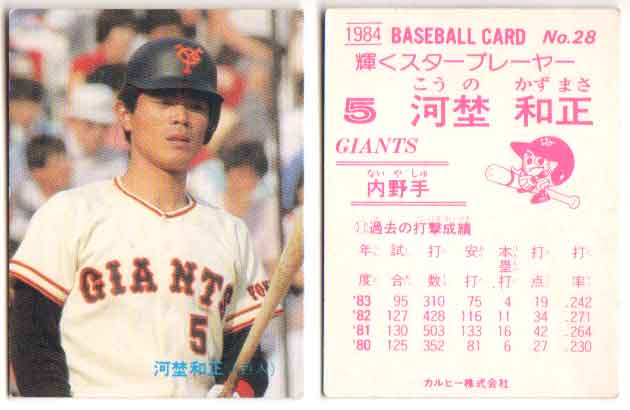 GIANTS
5
河埜和正(巨人)
1984 BASEBALL CARD No.28
輝くスタープレーヤー
こうの かずまさ
5 河埜 和正
GIANTS
ないやしゅ
内野手
過去の打撃成績
年度 試合 打数 安打 本塁打 打点 打率
'83 95 310 75 4 19 .242
'82 127 428 116 11 34 .271
'81 130 503 133 16 42 .264
'80 125 352 81 6 27 .230
カルビー株式会社